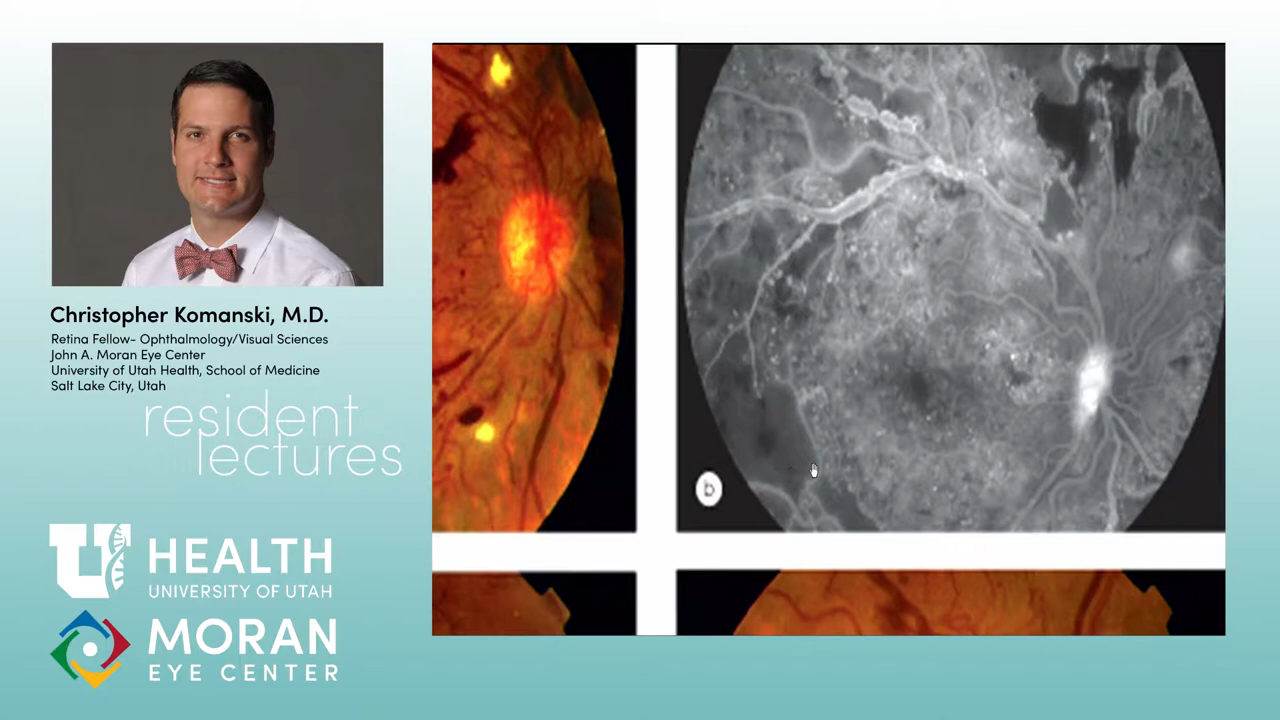 Christopher Komanski, M.D.
Retina Fellow- Ophthalmology/Visual Sciences
John A. Moran Eye Center
University of Utah Health, School of Medicine
Salt Lake City, Utah
resident
lectures
U HEALTH
UNIVERSITY OF UTAH
MORAN
EYE CENTER
b